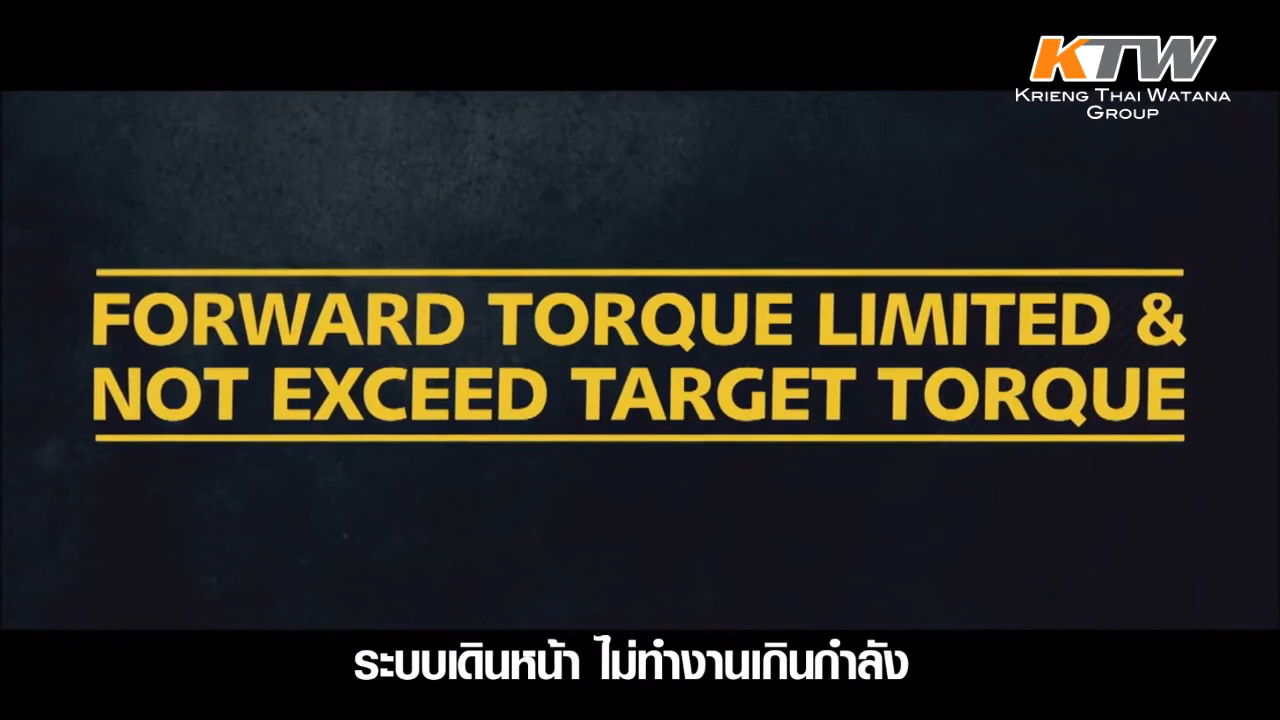 KTW
KRIENG THAI WATANA
GROUP
FORWARD TORQUE LIMITED &
NOT EXCEED TARGET TORQUE
ระบบเดินหน้า ไม่ทำงานเกินกำลัง